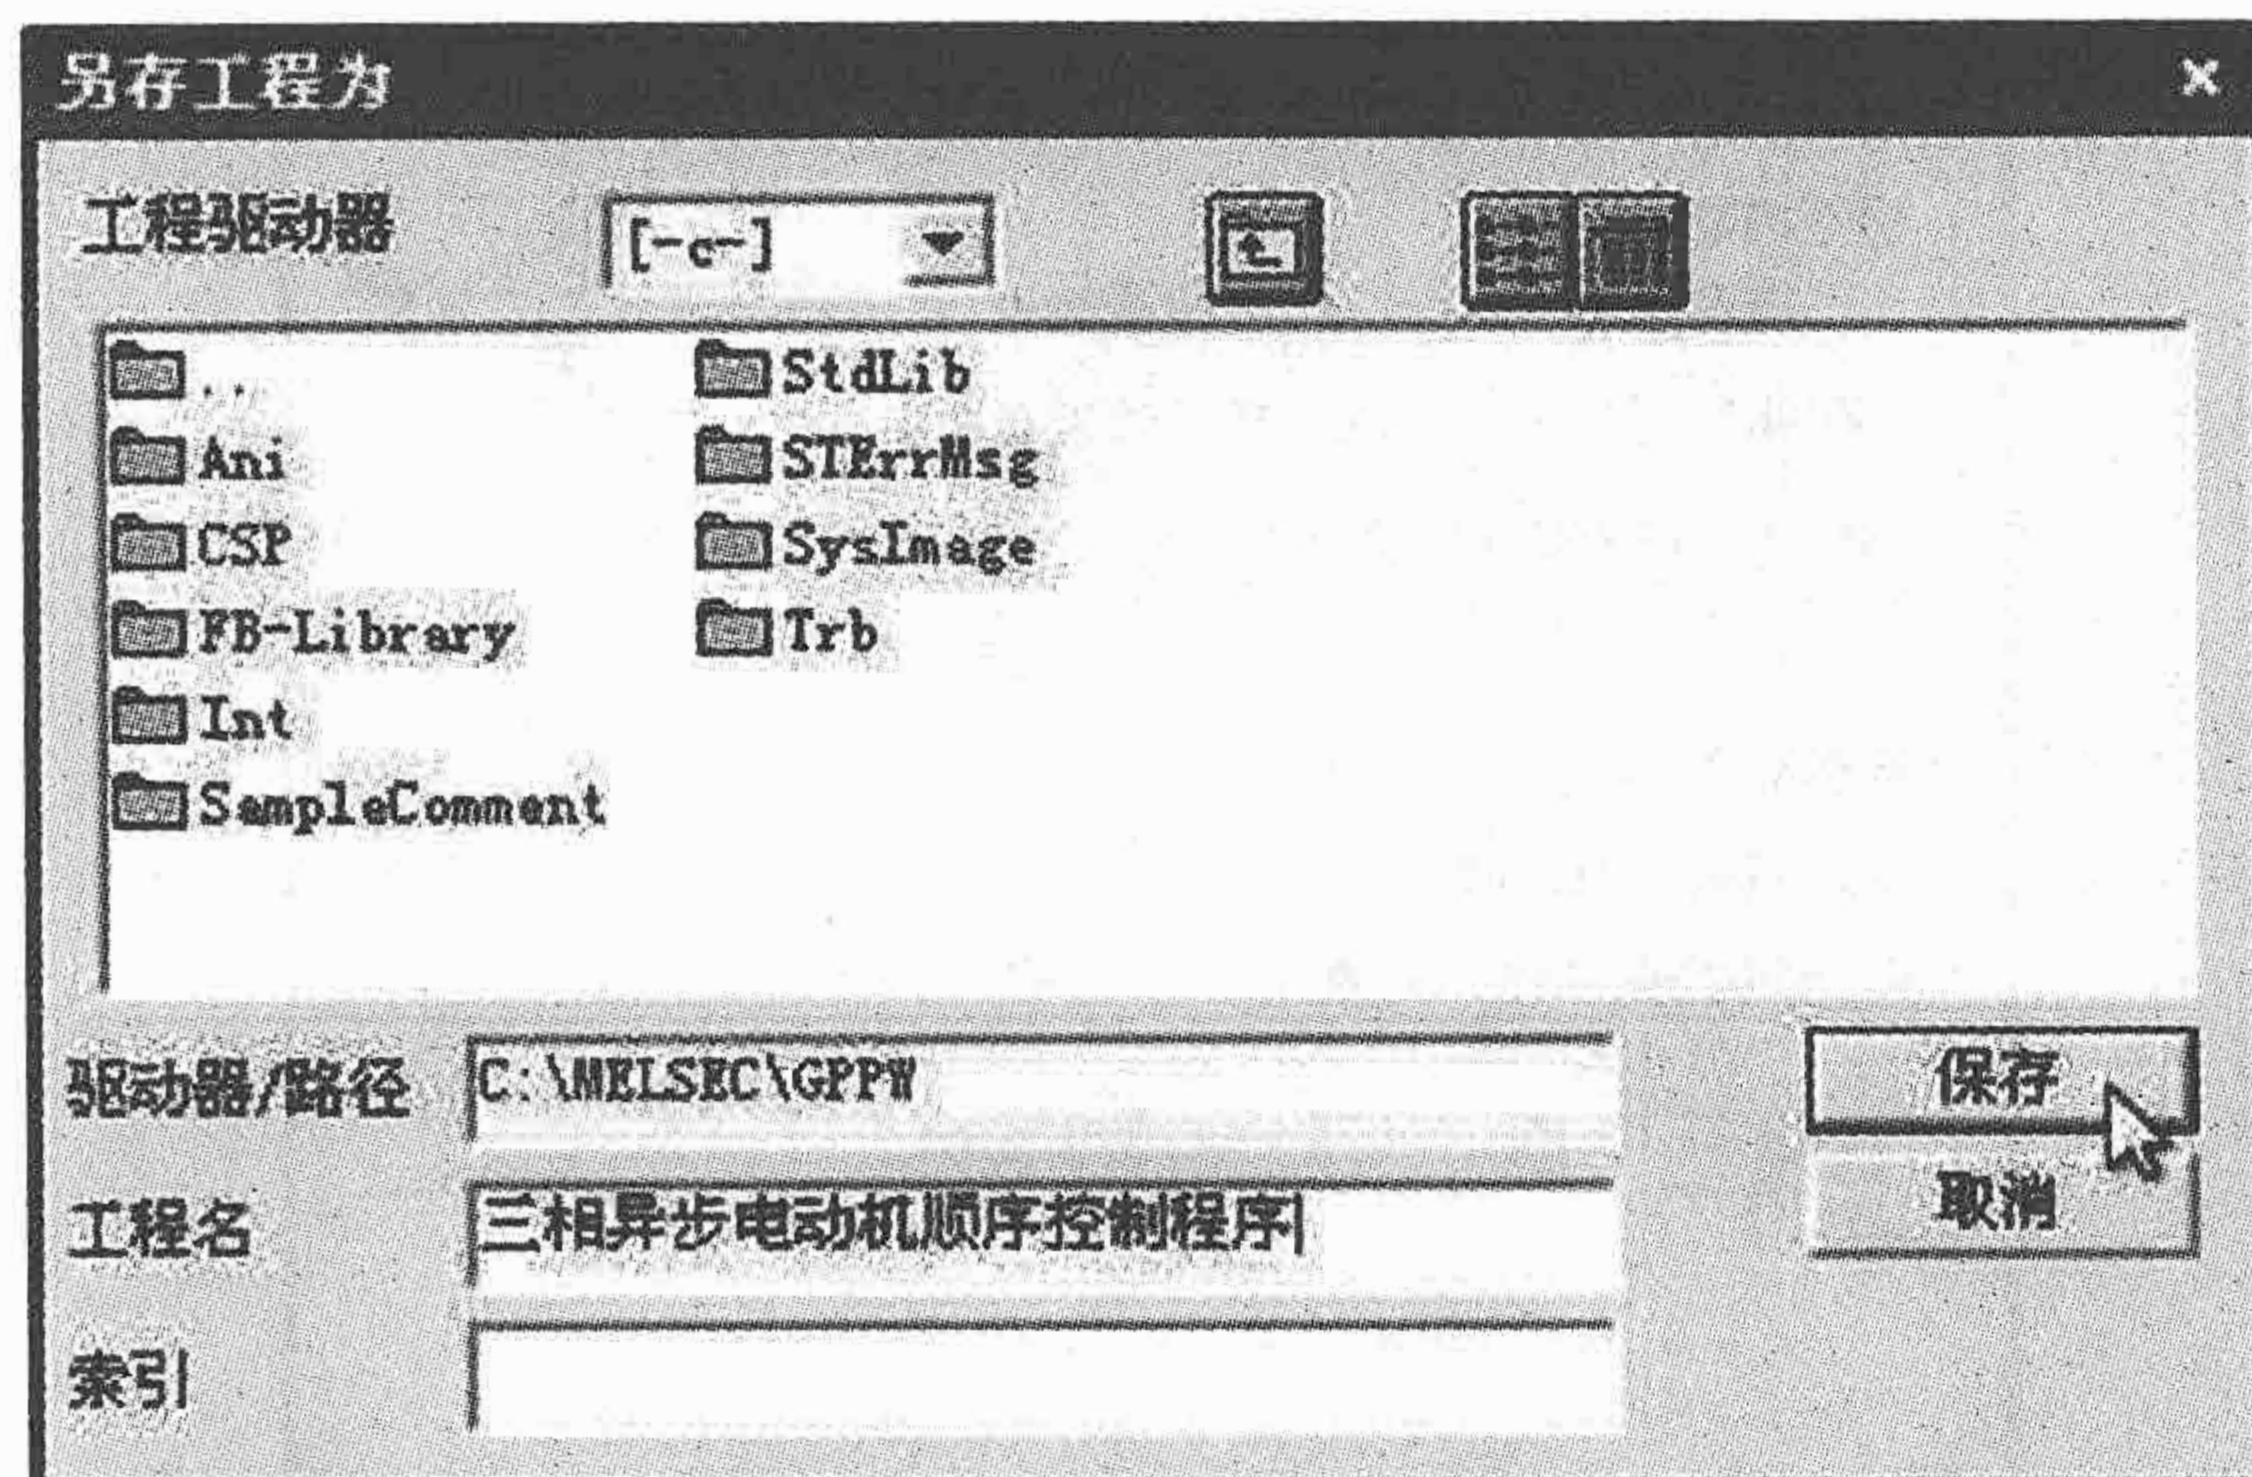 另存工程为
工程驱动器 [-c-]
.. StdLib
Ani STErrMsg
CSP SysImage
FB-Library Trb
Int
SampleComment
驱动器/路径 C:\MELSEC\GPPW 保存
工程名 三相异步电动机顺序控制程序 取消
索引